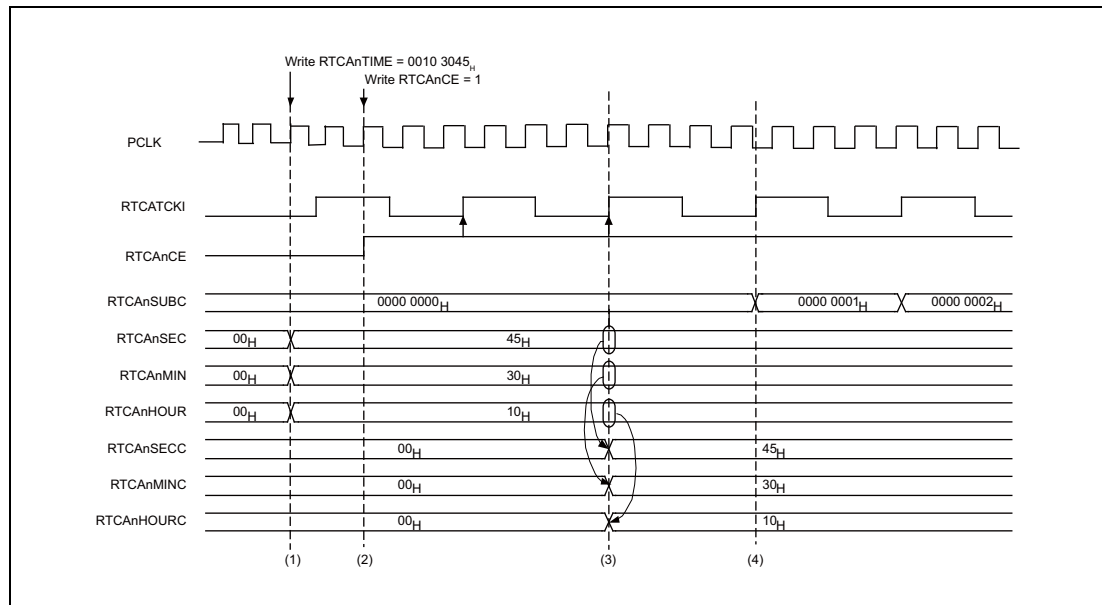 Write RTCAnTIME = 0010 3045H
Write RTCAnCE = 1
PCLK
RTCATCKI
RTCAnCE
RTCAnSUBC 0000 0000H 0000 0001H 0000 0002H
RTCAnSEC 00H 45H
RTCAnMIN 00H 30H
RTCAnHOUR 00H 10H
RTCAnSECC 00H 45H
RTCAnMINC 00H 30H
RTCAnHOURC 00H 10H
(1) (2) (3) (4)